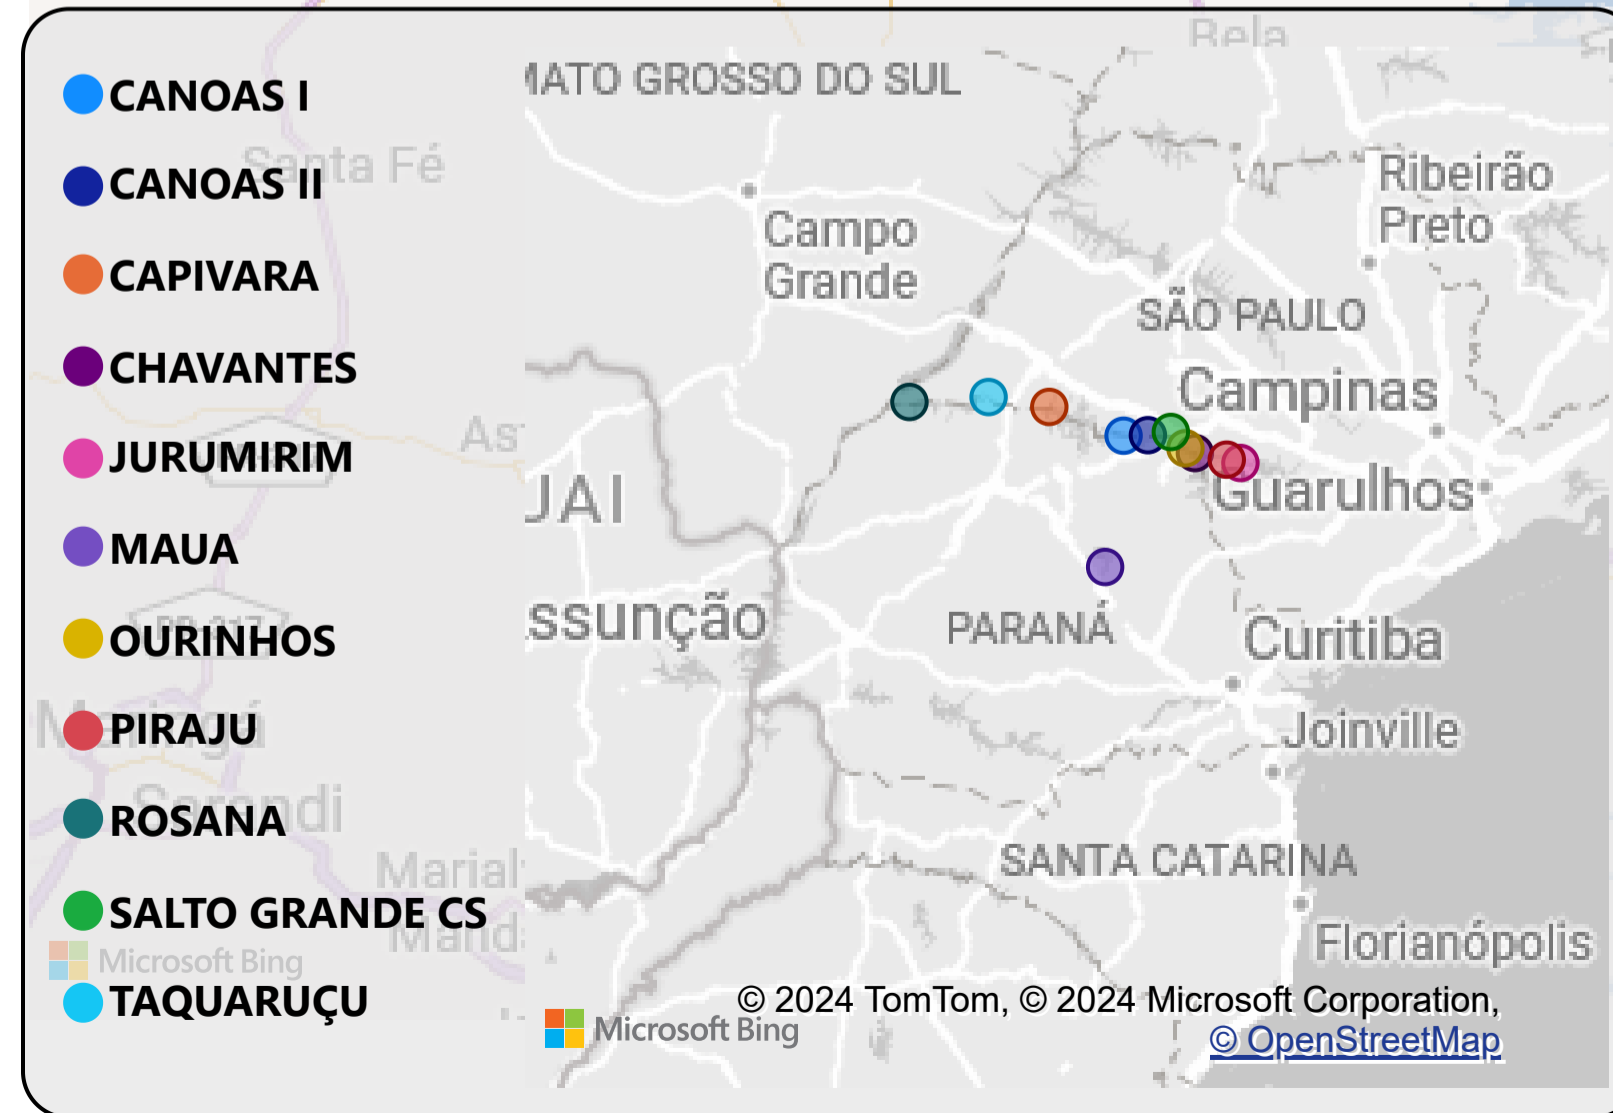 CANOAS I
CANOAS II
CAPIVARA
CHAVANTES
JURUMIRIM
MAUA
OURINHOS
PIRAJU
ROSANA
SALTO GRANDE CS
TAQUARUÇU
Santa Fé
Marial
Microsoft Bing
Bela
MATO GROSSO DO SUL
Campo
Grande
Ribeirão
Preto
SÃO PAULO
Campinas
Guarulhos
UAI
ssunção
PARANÁ
Curitiba
Joinville
SANTA CATARINA
Florianópolis
© 2024 TomTom, © 2024 Microsoft Corporation,
Microsoft Bing
© OpenStreetMap